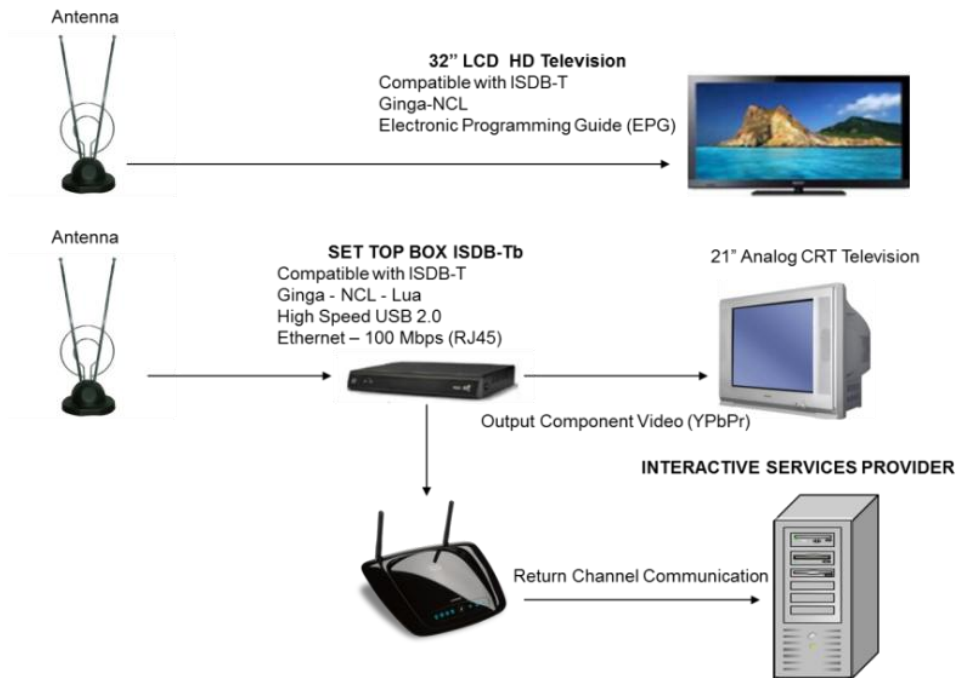 Antenna
32” LCD HD Television
Compatible with ISDB-T
Ginga-NCL
Electronic Programming Guide (EPG)
Antenna
SET TOP BOX ISDB-Tb
Compatible with ISDB-T
Ginga - NCL - Lua
High Speed USB 2.0
Ethernet – 100 Mbps (RJ45)
21” Analog CRT Television
Output Component Video (YPbPr)
INTERACTIVE SERVICES PROVIDER
Return Channel Communication